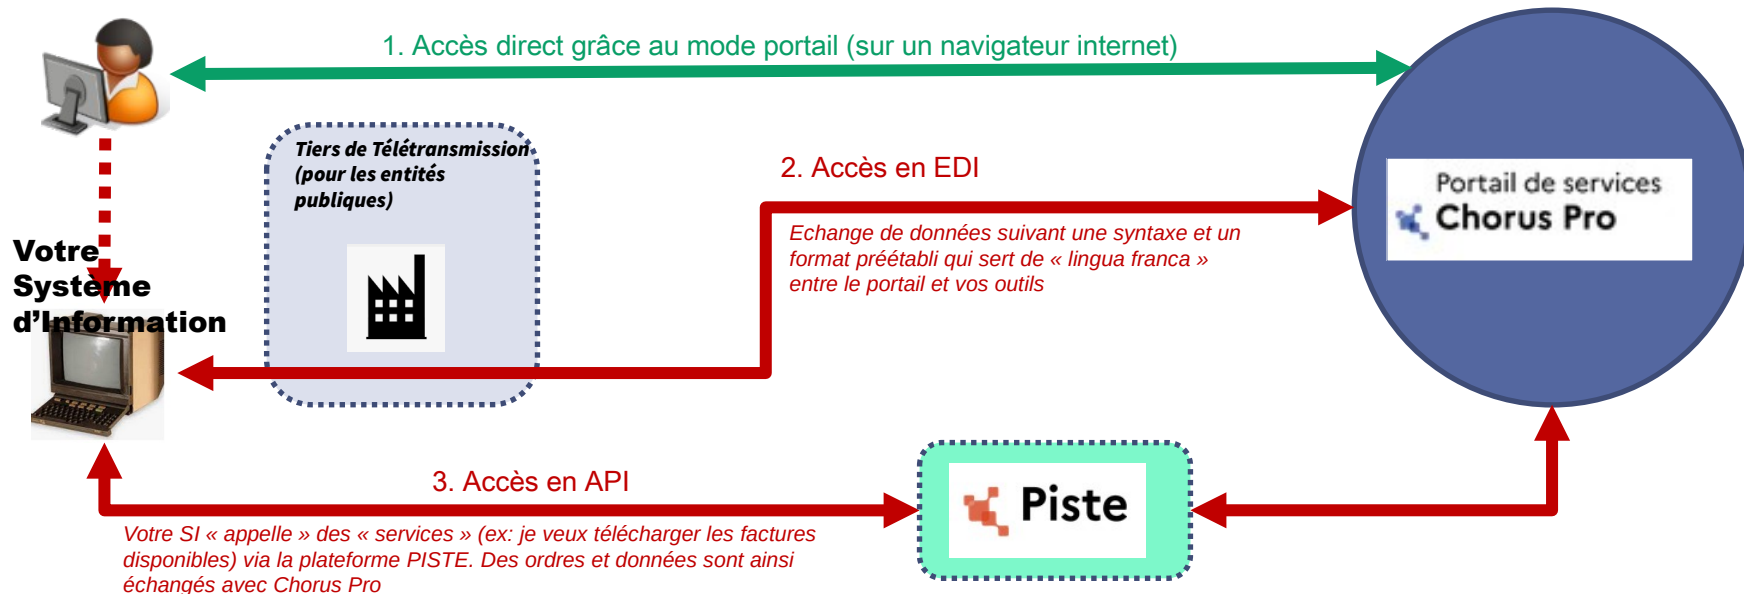 1. Accès direct grâce au mode portail (sur un navigateur internet)
Tiers de Télétransmission
(pour les entités
publiques)
2. Accès en EDI
Echange de données suivant une syntaxe et un
format préétabli qui sert de « lingua franca »
entre le portail et vos outils
Portail de services
Chorus Pro
Votre
Système
d’Information
3. Accès en API
Votre SI « appelle » des « services » (ex: je veux télécharger les factures
disponibles) via la plateforme PISTE. Des ordres et données sont ainsi
échangés avec Chorus Pro
Piste